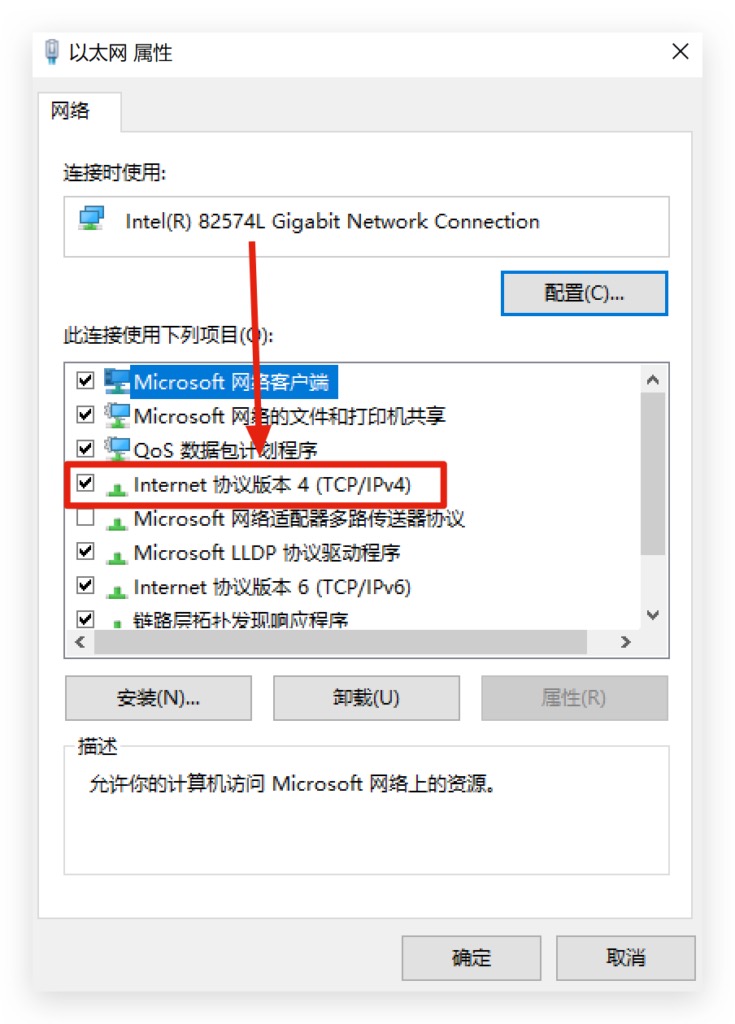 以太网 属性
网络
连接时使用:
Intel(R) 82574L Gigabit Network Connection
配置(C)...
此连接使用下列项目(O):
Microsoft 网络客户端
Microsoft 网络的文件和打印机共享
QoS 数据包计划程序
Internet 协议版本 4 (TCP/IPv4)
Microsoft 网络适配器多路传送器协议
Microsoft LLDP 协议驱动程序
Internet 协议版本 6 (TCP/IPv6)
链路层拓扑发现响应程序
安装(N)...
卸载(U)
属性(R)
描述
允许你的计算机访问 Microsoft 网络上的资源。
确定
取消